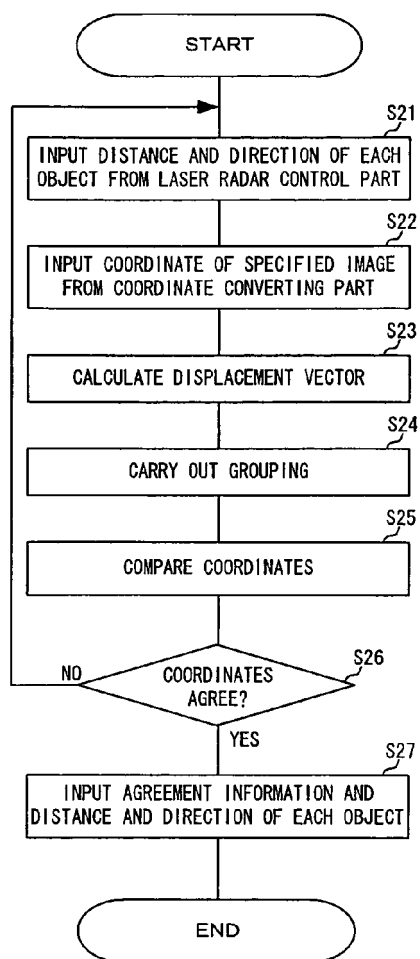 START
S21
INPUT DISTANCE AND DIRECTION OF EACH
OBJECT FROM LASER RADAR CONTROL PART
S22
INPUT COORDINATE OF SPECIFIED IMAGE
FROM COORDINATE CONVERTING PART
S23
CALCULATE DISPLACEMENT VECTOR
S24
CARRY OUT GROUPING
S25
COMPARE COORDINATES
S26
NO
COORDINATES
AGREE?
YES
S27
INPUT AGREEMENT INFORMATION AND
DISTANCE AND DIRECTION OF EACH OBJECT
END